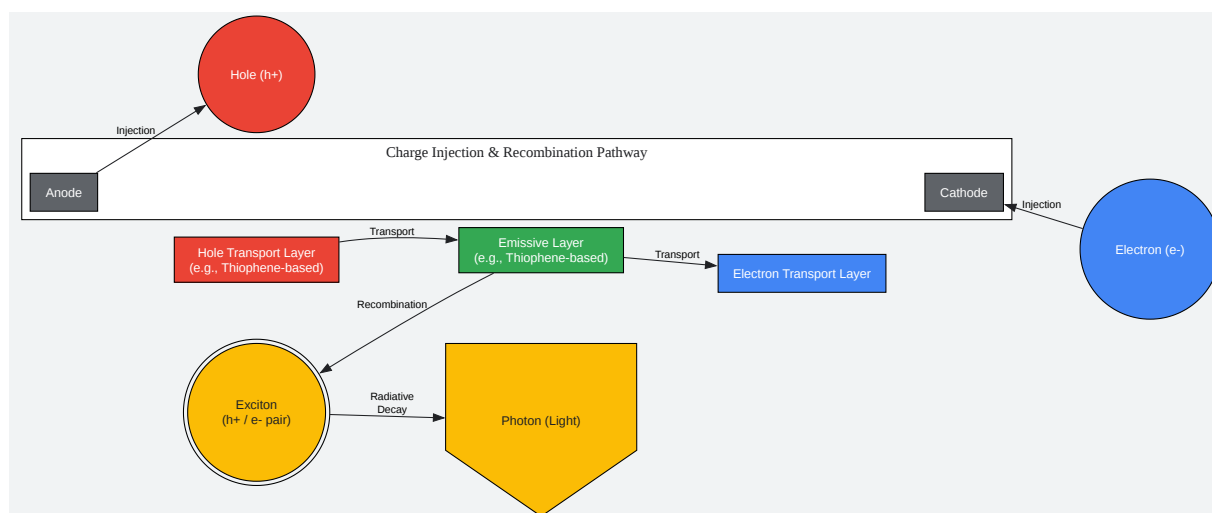 Hole (h+)
Injection
Charge Injection & Recombination Pathway
Anode
Cathode
Injection
Electron (e-)
Transport
Hole Transport Layer
(e.g., Thiophene-based)
Emissive Layer
(e.g., Thiophene-based)
Transport
Electron Transport Layer
Recombination
Exciton
(h+ / e- pair)
Radiative
Decay
Photon (Light)